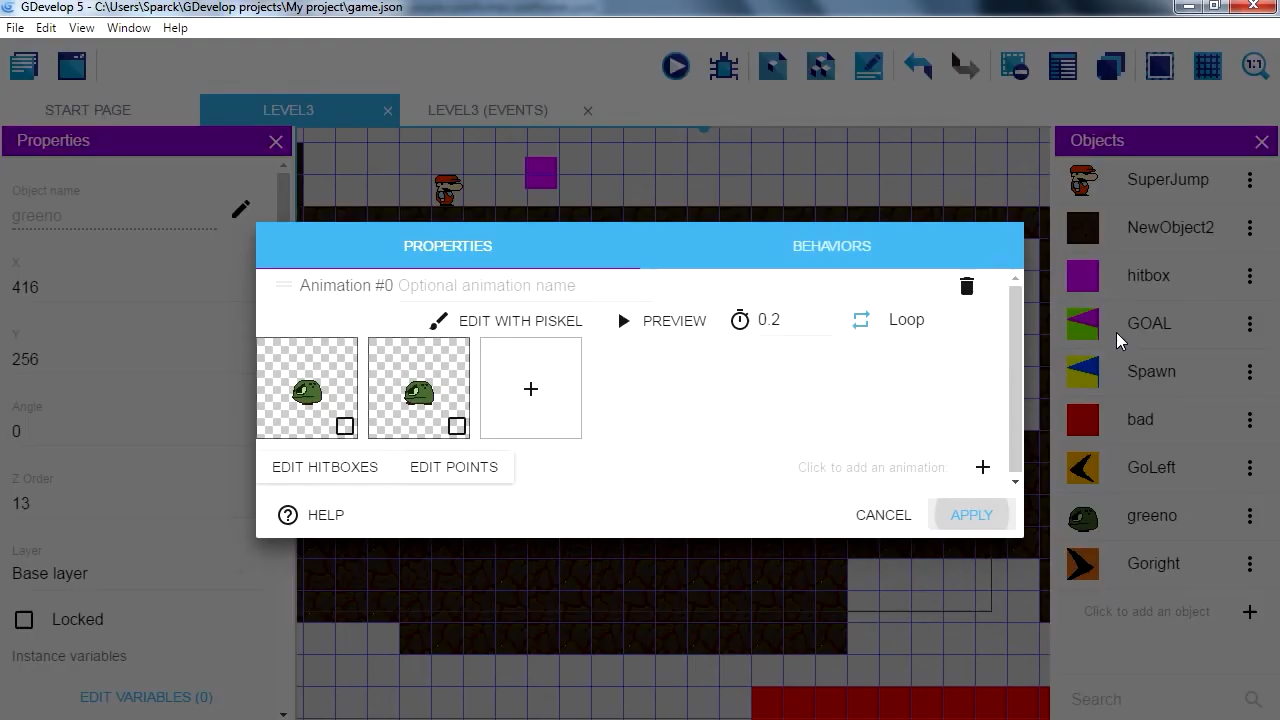 GDevelop 5 - C:\Users\Sparck\GDevelop projects\My project\game.json
File Edit View Window Help
1:1
START PAGE
LEVEL3
LEVEL3 (EVENTS)
Properties
Objects
Object name
greeno
X
416
Y
256
Angle
0
Z Order
13
Layer
Base layer
Locked
Instance variables
EDIT VARIABLES (0)
PROPERTIES
BEHAVIORS
Animation #0 Optional animation name
EDIT WITH PISKEL
PREVIEW
0.2
Loop
EDIT HITBOXES
EDIT POINTS
Click to add an animation:
HELP
CANCEL
APPLY
SuperJump
NewObject2
hitbox
GOAL
Spawn
bad
GoLeft
greeno
Goright
Click to add an object
Search